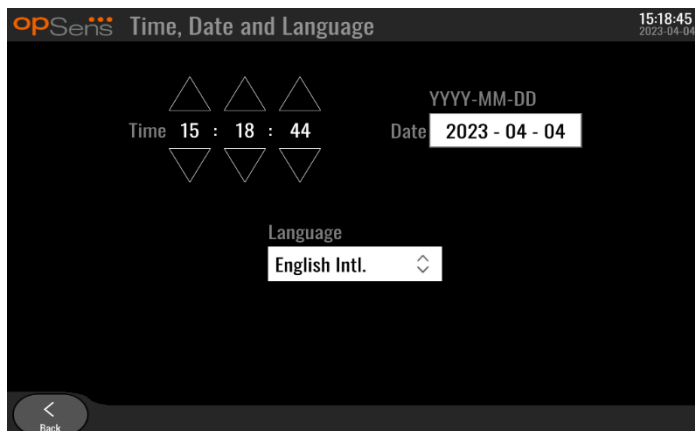 opSens Time, Date and Language
15:18:45
2023-04-04
YYYY-MM-DD
Time 15 : 18 : 44
Date 2023 - 04 - 04
Language
English Intl.
Back